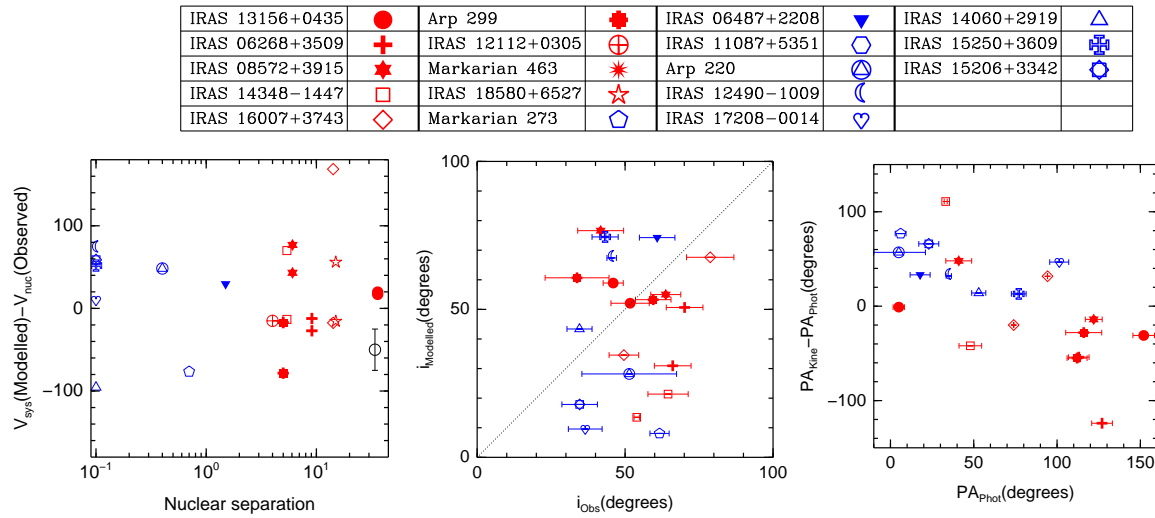 IRAS 13156+0435 Arp 299 IRAS 06487+2208 IRAS 14060+2919
IRAS 06268+3509 IRAS 12112+0305 IRAS 11087+5351 IRAS 15250+3609
IRAS 08572+3915 Markarian 463 Arp 220 IRAS 15206+3342
IRAS 14348-1447 IRAS 18580+6527 IRAS 12490-1009
IRAS 16007+3743 Markarian 273 IRAS 17208-0014
V_sys(Modelled)-V_nuc(Observed)
100
0
-100
10^-1 10^0 10^1
Nuclear separation
i_Modelled(degrees)
100
50
0
0 50 100
i_Obs(degrees)
PA_Kine-PA_Phot(degrees)
100
0
-100
0 50 100 150
PA_Phot(degrees)